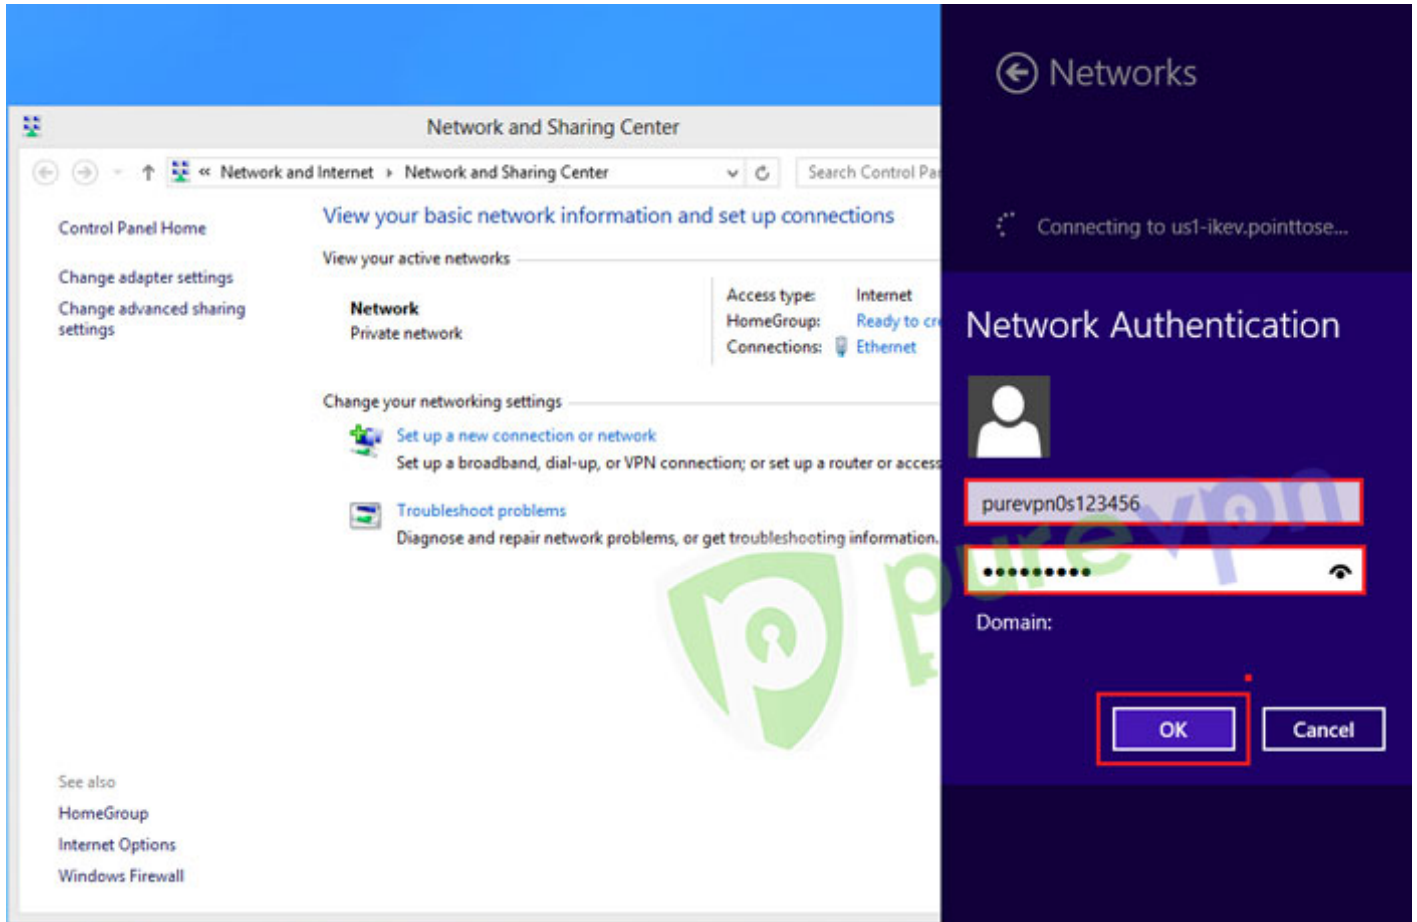 Network and Sharing Center
« Network and Internet Network and Sharing Center
Search Control Pa
Control Panel Home
Change adapter settings
Change advanced sharing
settings
View your basic network information and set up connections
View your active networks
Network
Private network
Access type: Internet
HomeGroup: Ready to cre
Connections: Ethernet
Change your networking settings
Set up a new connection or network
Set up a broadband, dial-up, or VPN connection; or set up a router or access
Troubleshoot problems
Diagnose and repair network problems, or get troubleshooting information.
See also
HomeGroup
Internet Options
Windows Firewall
Networks
Connecting to us1-ikev.pointtose...
Network Authentication
purevpn0s123456
•••••••••
Domain:
OK
Cancel
purevpn